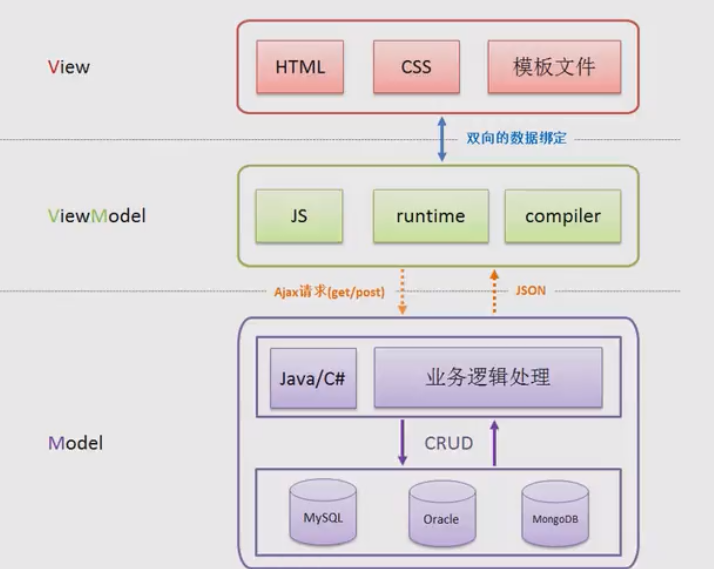 View
HTML
CSS
模板文件
双向的数据绑定
ViewModel
JS
runtime
compiler
Ajax请求(get/post)
JSON
Java/C#
业务逻辑处理
Model
CRUD
MySQL
Oracle
MongoDB